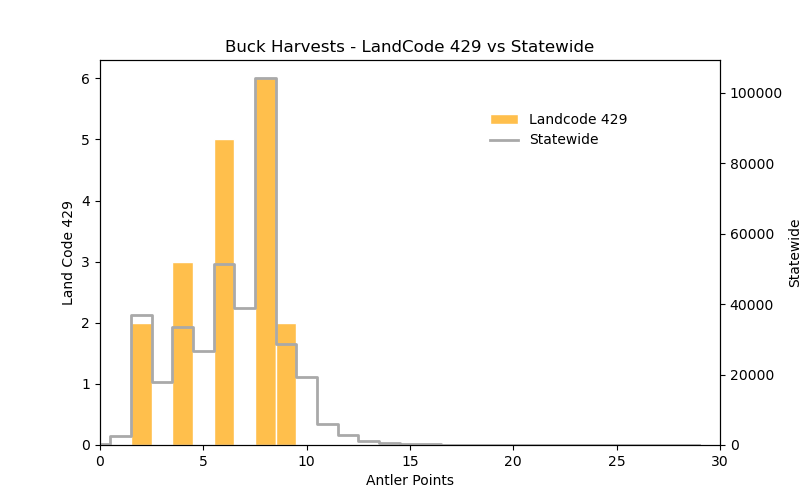 Buck Harvests - LandCode 429 vs Statewide
6
5
4
3
2
1
0
Land Code 429
100000
80000
60000
40000
20000
0
Statewide
Landcode 429
Statewide
0 5 10 15 20 25 30
Antler Points